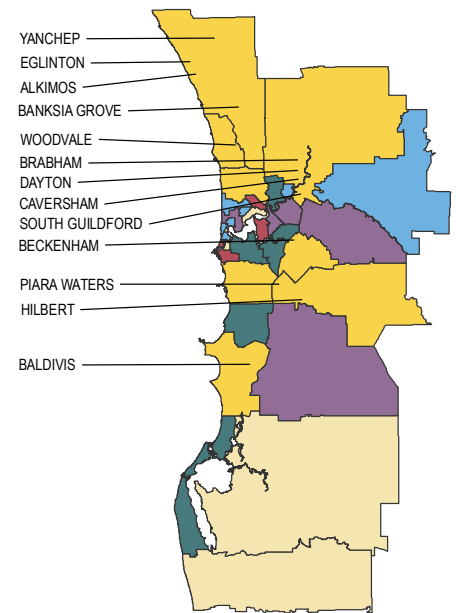 YANCHEP
EGLINTON
ALKIMOS
BANKSIA GROVE
WOODVALE
BRABHAM
DAYTON
CAVERSHAM
SOUTH GUILDFORD
BECKENHAM
PIARA WATERS
HILBERT
BALDIVIS